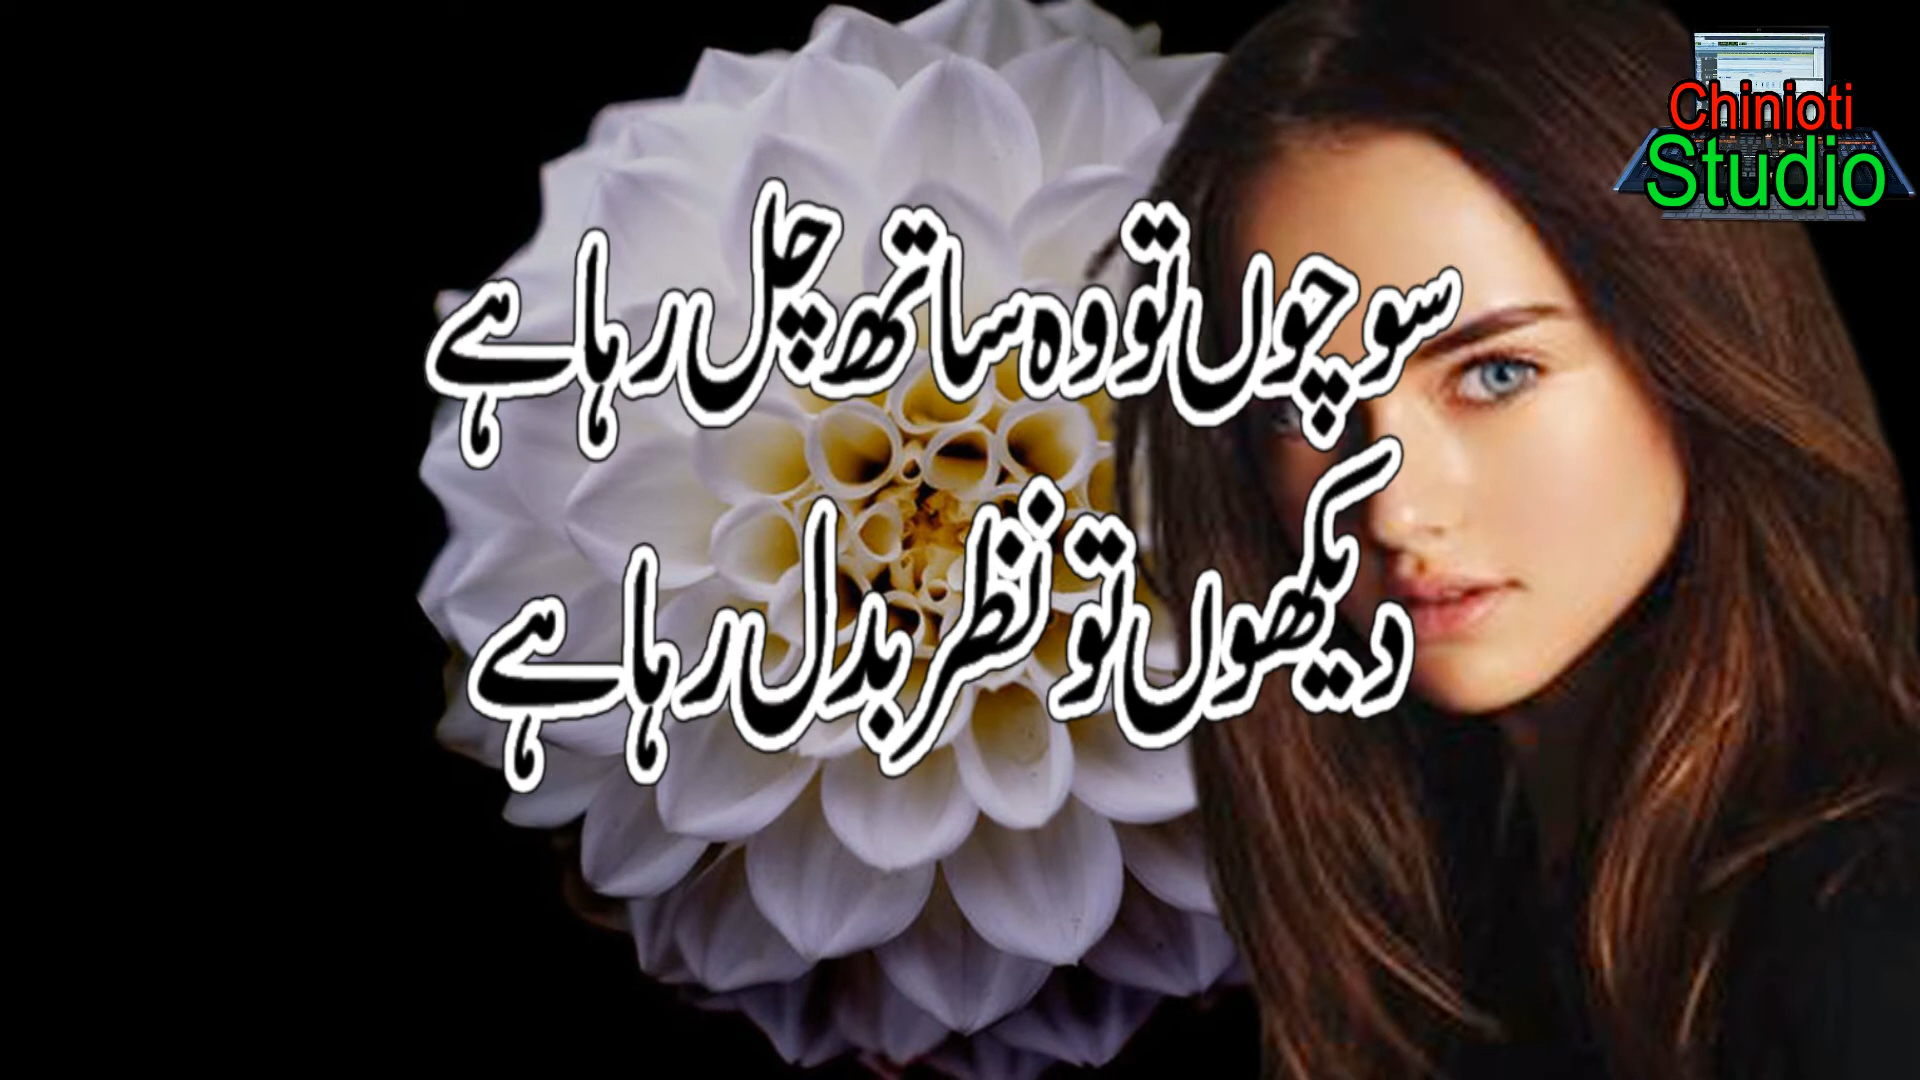 Chinioti
Studio
سوچوں تو وہ ساتھ چل رہا ہے
دیکھوں تو نظر بدل رہا ہے